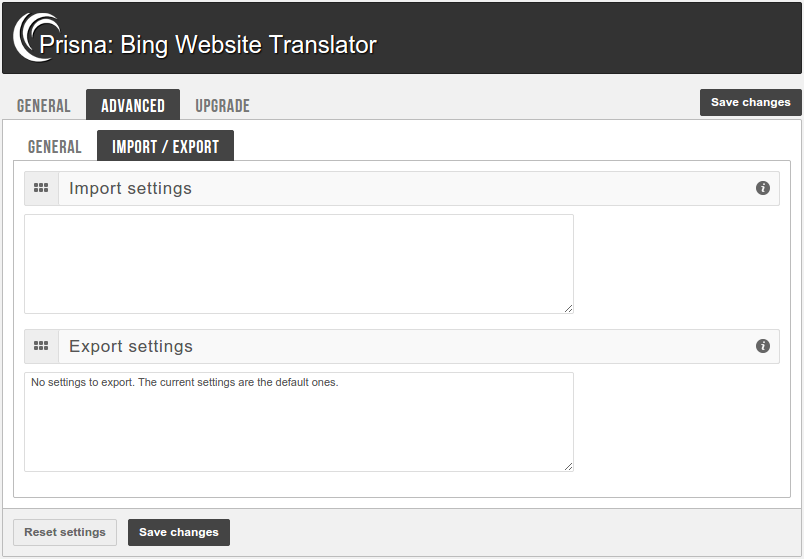 Prisna: Bing Website Translator
GENERAL ADVANCED UPGRADE Save changes
GENERAL IMPORT / EXPORT
Import settings
Export settings
No settings to export. The current settings are the default ones.
Reset settings Save changes